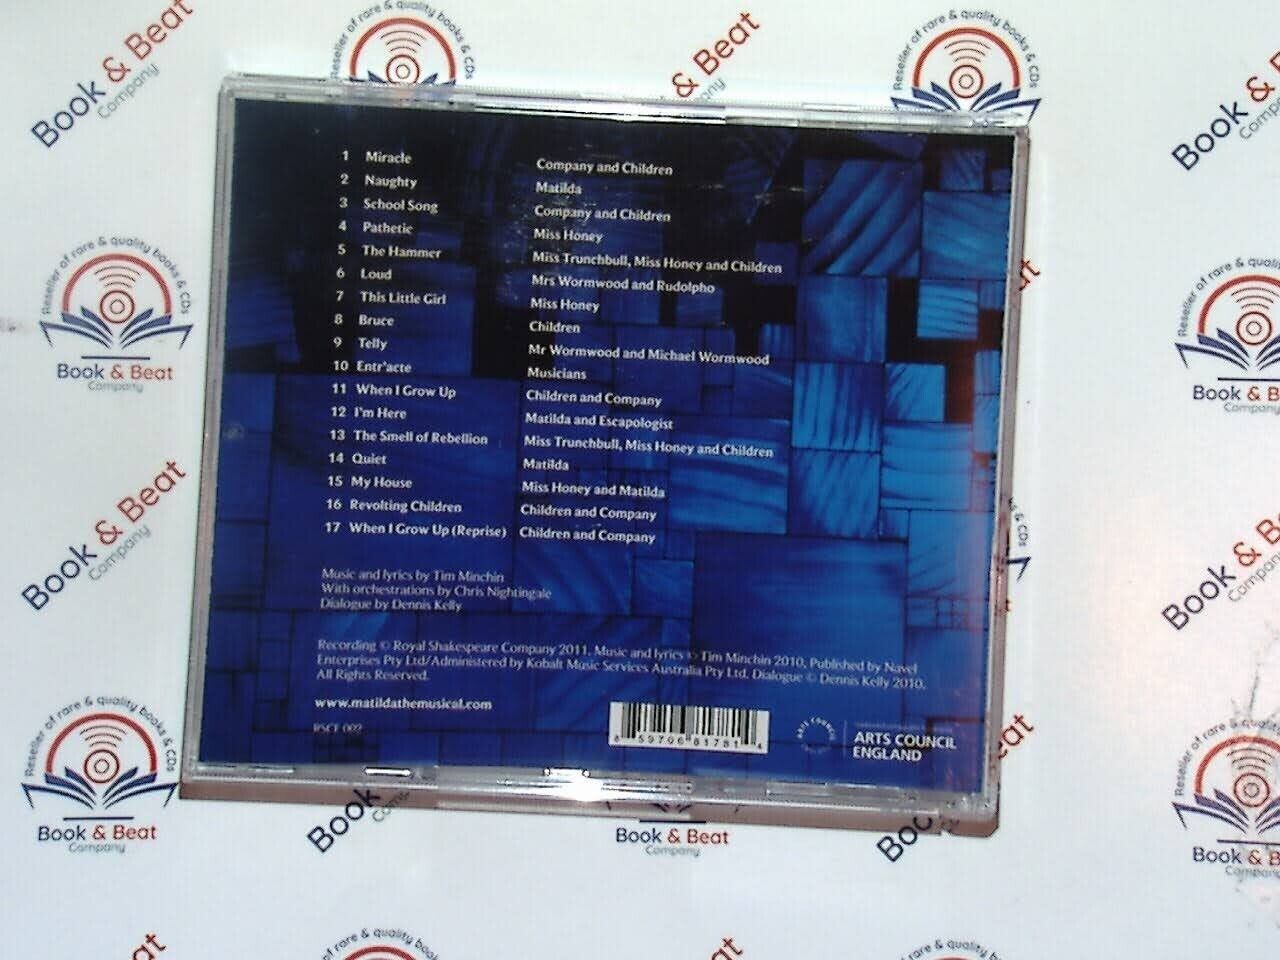 1 Miracle Company and Children
2 Naughty Matilda
3 School Song Company and Children
4 Pathetic Miss Honey
5 The Hammer Miss Trunchbull, Miss Honey and Children
6 Loud Mrs Wormwood and Rudolpho
7 This Little Girl Miss Honey
8 Bruce Children
9 Telly Mr Wormwood and Michael Wormwood
10 Entr'acte Musicians
11 When I Grow Up Children and Company
12 I'm Here Matilda and Escapologist
13 The Smell of Rebellion Miss Trunchbull, Miss Honey and Children
14 Quiet Matilda
15 My House Miss Honey and Matilda
16 Revolting Children Children and Company
17 When I Grow Up (Reprise) Children and Company
Music and lyrics by Tim Minchin
With orchestrations by Chris Nightingale
Dialogue by Dennis Kelly
Recording © Royal Shakespeare Company 2011. Music and lyrics © Tim Minchin 2010, Published by Navel
Enterprises Pty Ltd/Administered by Kobalt Music Services Australia Pty Ltd. Dialogue © Dennis Kelly 2010.
All Rights Reserved.
www.matildathemusical.com
ARTS COUNCIL
ENGLAND
Reseller of rare & quality books & CDs
Book & Beat
Company